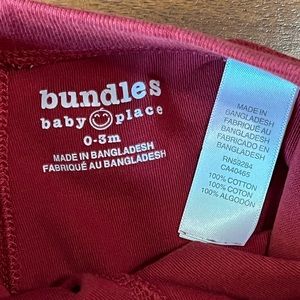 bundles
baby place
0-3m
MADE IN BANGLADESH
FABRIQUÉ AU BANGLADESH
MADE IN
BANGLADESH
FABRIQUÉ AU
BANGLADESH
FABRICADO EN
BANGLADESH
RN59284
CA40465
100% COTTON
100% COTON
100% ALGODÓN